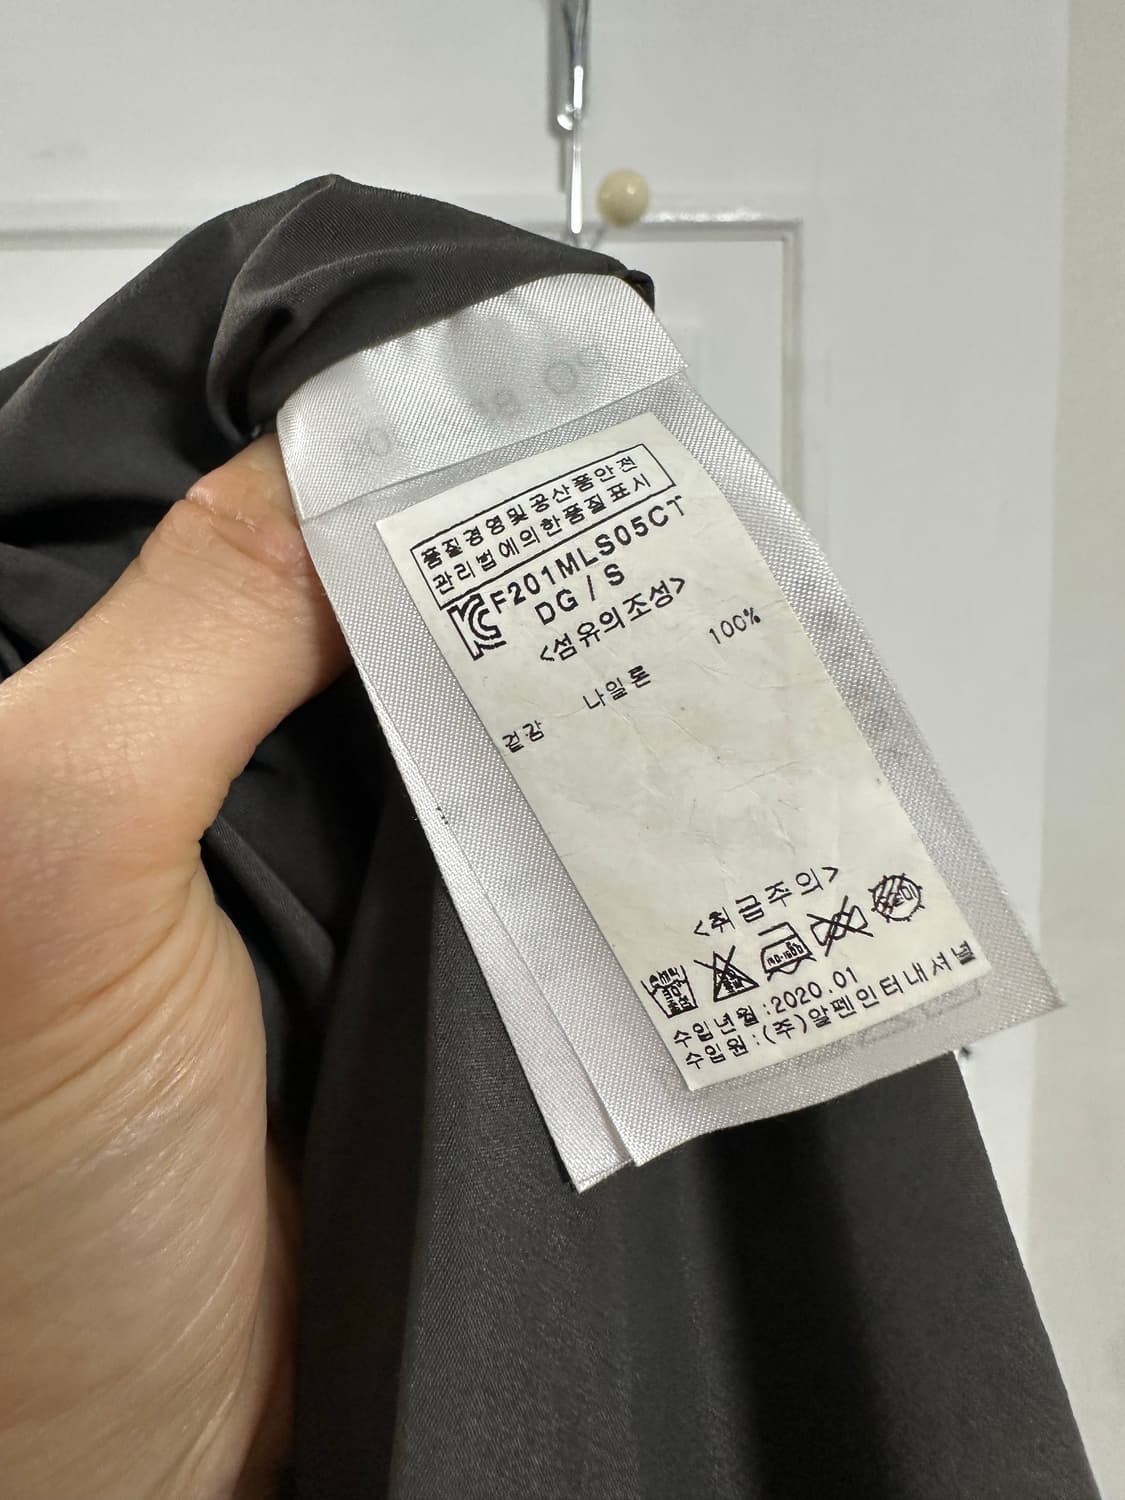 품질경영및공산품안전
관리법에의한품질표시
F201MLS05CT
DG / S
<섬유의조성>
겉감 나일론 100%
<취급주의>
수입년월:2020.01
수입원:(주)알펜인터내셔널